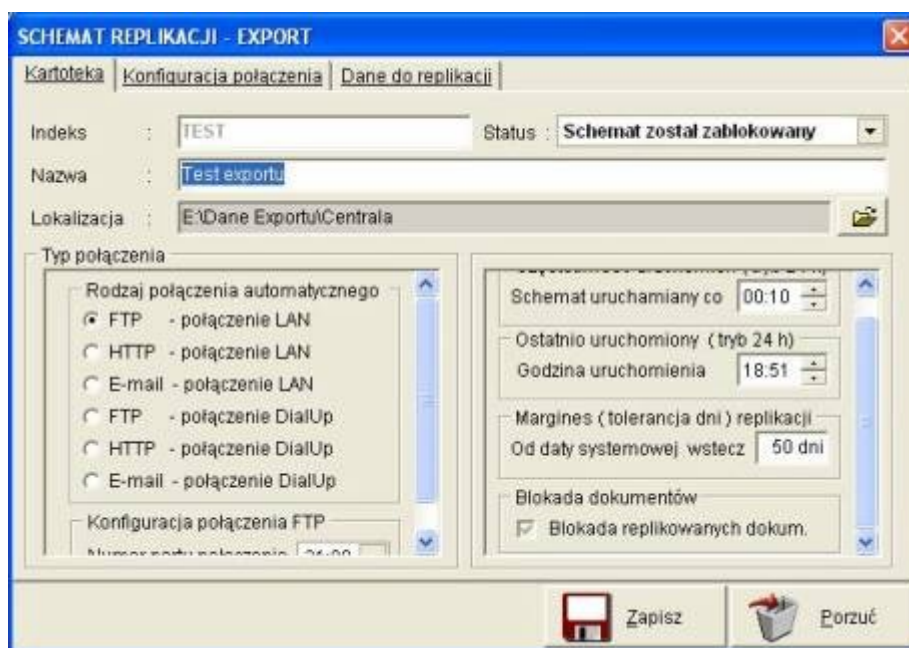 SCHEMAT REPLIKACJI - EXPORT
Kartoteka Konfiguracja połączenia Dane do replikacji
Indeks : TEST Status : Schemat został zablokowany
Nazwa : Test exportu
Lokalizacja : E:\Dane Exportu\Centrala
Typ połączenia
Rodzaj połączenia automatycznego
FTP - połączenie LAN
HTTP - połączenie LAN
E-mail - połączenie LAN
FTP - połączenie DialUp
HTTP - połączenie DialUp
E-mail - połączenie DialUp
Konfiguracja połączenia FTP
Numer portu połączenia
Schemat uruchamiany co 00:10
Ostatnio uruchomiony ( tryb 24 h)
Godzina uruchomienia 18:51
Margines ( tolerancja dni ) replikacji
Od daty systemowej wstecz 50 dni
Blokada dokumentów
Blokada replikowanych dokum.
Zapisz Porzuć